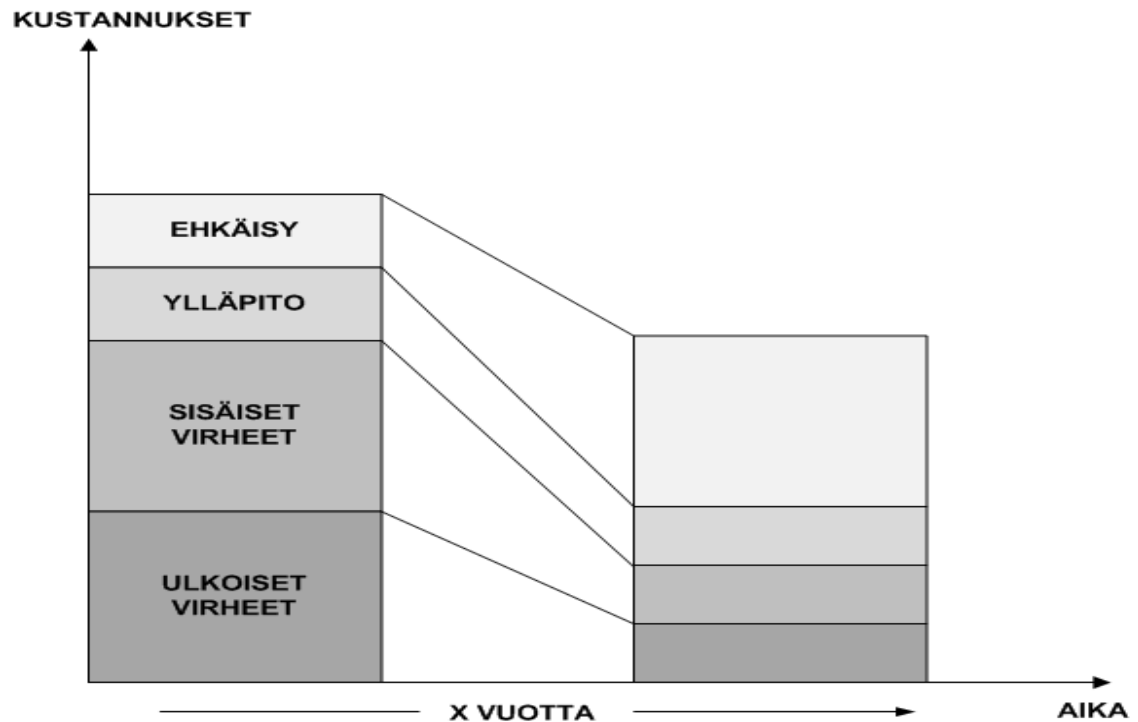 KUSTANNUKSET
EHKÄISY
YLLÄPITO
SISÄISET
VIRHEET
ULKOISET
VIRHEET
X VUOTTA
AIKA